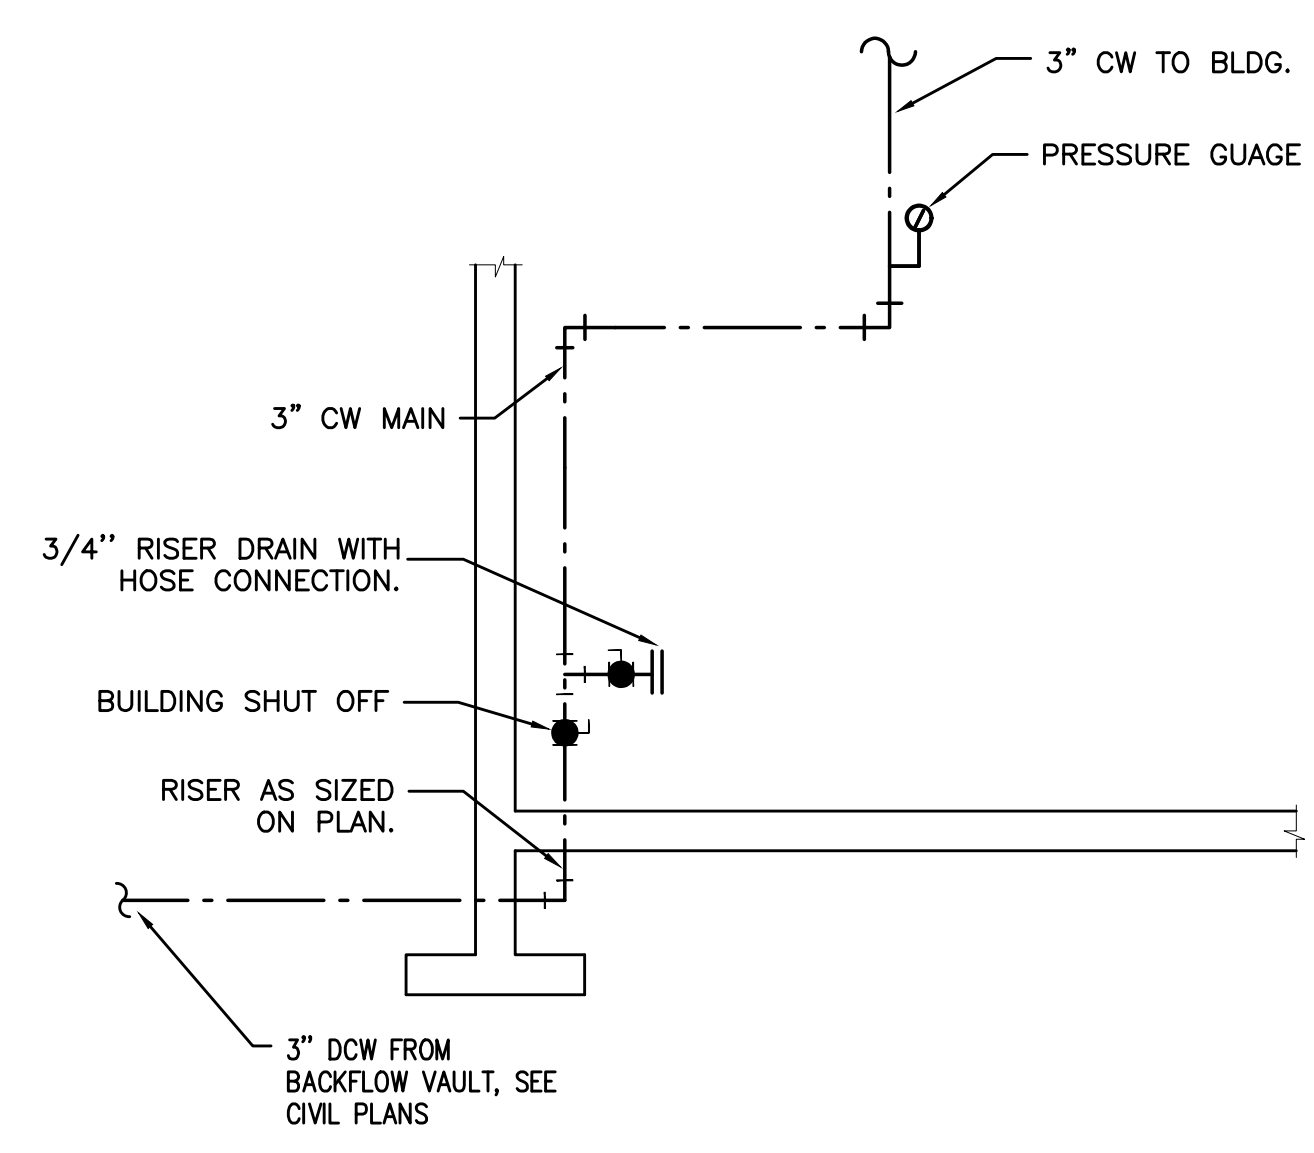 3” CW TO BLDG.
PRESSURE GUAGE
3” CW MAIN
3/4’’ RISER DRAIN WITH
HOSE CONNECTION.
BUILDING SHUT OFF
RISER AS SIZED
ON PLAN.
3” DCW FROM
BACKFLOW VAULT, SEE
CIVIL PLANS